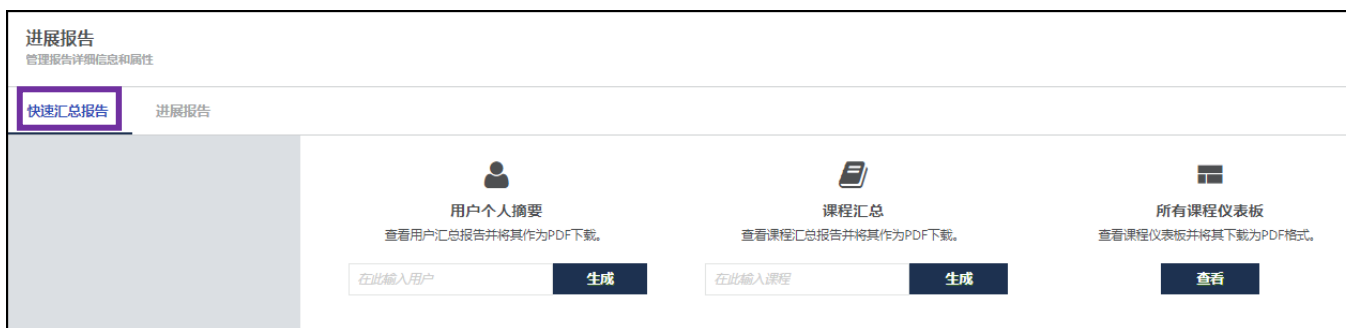 进展报告
管理报告详细信息和属性
快速汇总报告
进展报告
用户个人摘要
查看用户汇总报告并将其作为PDF下载。
在此输入用户
生成
课程汇总
查看课程汇总报告并将其作为PDF下载。
在此输入课程
生成
所有课程仪表板
查看课程仪表板并将其下载为PDF格式。
查看